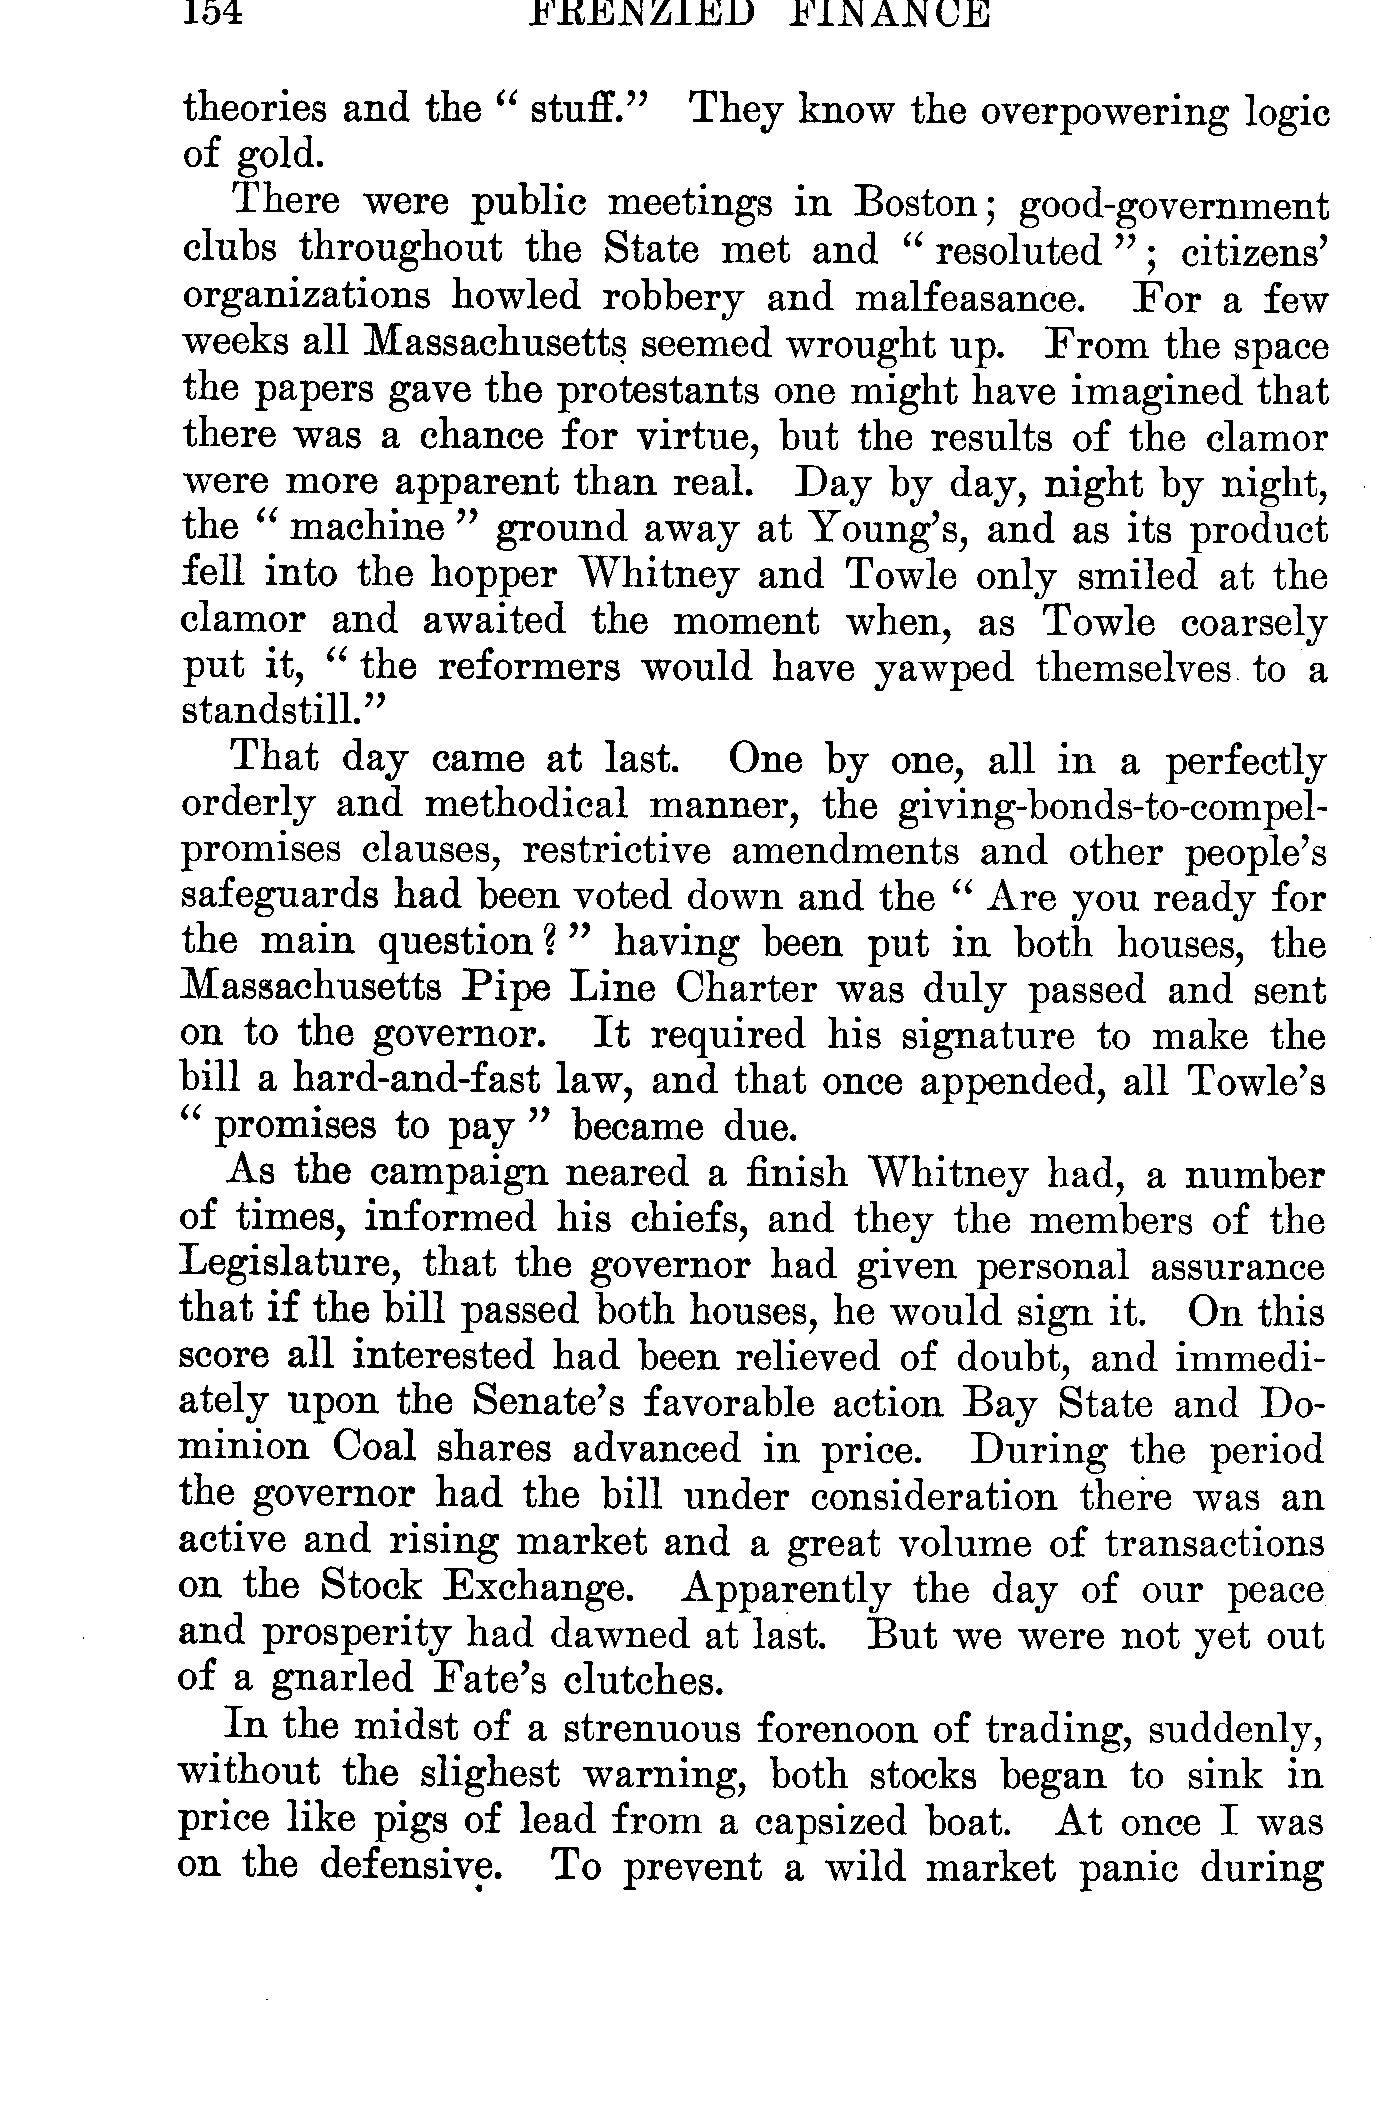 154 FRENZIED FINANCE
theories and the “ stuff.” They know the overpowering logic
of gold.
There were public meetings in Boston; good-government
clubs throughout the State met and “ resoluted ”; citizens’
organizations howled robbery and malfeasance. For a few
weeks all Massachusetts seemed wrought up. From the space
the papers gave the protestants one might have imagined that
there was a chance for virtue, but the results of the clamor
were more apparent than real. Day by day, night by night,
the “ machine ” ground away at Young’s, and as its product
fell into the hopper Whitney and Towle only smiled at the
clamor and awaited the moment when, as Towle coarsely
put it, “ the reformers would have yawped themselves to a
standstill.”
That day came at last. One by one, all in a perfectly
orderly and methodical manner, the giving-bonds-to-compel-
promises clauses, restrictive amendments and other people’s
safeguards had been voted down and the “ Are you ready for
the main question? ” having been put in both houses, the
Massachusetts Pipe Line Charter was duly passed and sent
on to the governor. It required his signature to make the
bill a hard-and-fast law, and that once appended, all Towle’s
“ promises to pay ” became due.
As the campaign neared a finish Whitney had, a number
of times, informed his chiefs, and they the members of the
Legislature, that the governor had given personal assurance
that if the bill passed both houses, he would sign it. On this
score all interested had been relieved of doubt, and immedi-
ately upon the Senate’s favorable action Bay State and Do-
minion Coal shares advanced in price. During the period
the governor had the bill under consideration there was an
active and rising market and a great volume of transactions
on the Stock Exchange. Apparently the day of our peace
and prosperity had dawned at last. But we were not yet out
of a gnarled Fate’s clutches.
In the midst of a strenuous forenoon of trading, suddenly,
without the slighest warning, both stocks began to sink in
price like pigs of lead from a capsized boat. At once I was
on the defensive. To prevent a wild market panic during